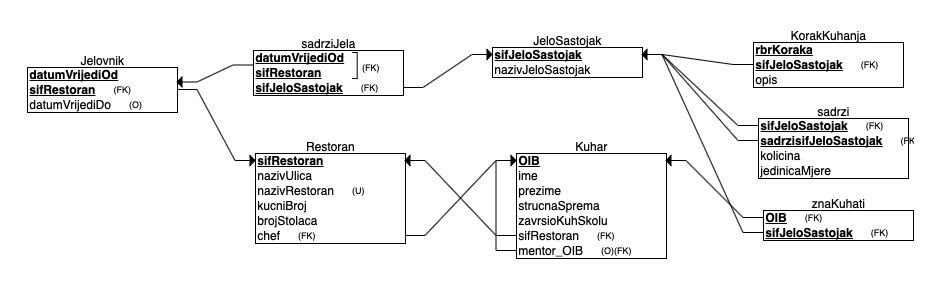 Jelovnik
datumVrijediOd
sifRestoran (FK)
datumVrijediDo (O)
sadrziJela
datumVrijediOd
sifRestoran
(FK)
sifJeloSastojak (FK)
JeloSastojak
sifJeloSastojak
nazivJeloSastojak
KorakKuhanja
rbrKoraka
sifJeloSastojak (FK)
opis
sadrzi
sifJeloSastojak (FK)
sadrzisifJeloSastojak (FK
kolicina
jedinicaMjere
Restoran
sifRestoran
nazivUlica
nazivRestoran (U)
kucniBroj
brojStolaca
chef (FK)
Kuhar
OIB
ime
prezime
strucnaSprema
zavrsioKuhSkolu
sifRestoran (FK)
mentor_OIB (O)(FK)
znaKuhati
OIB (FK)
sifJeloSastojak (FK)